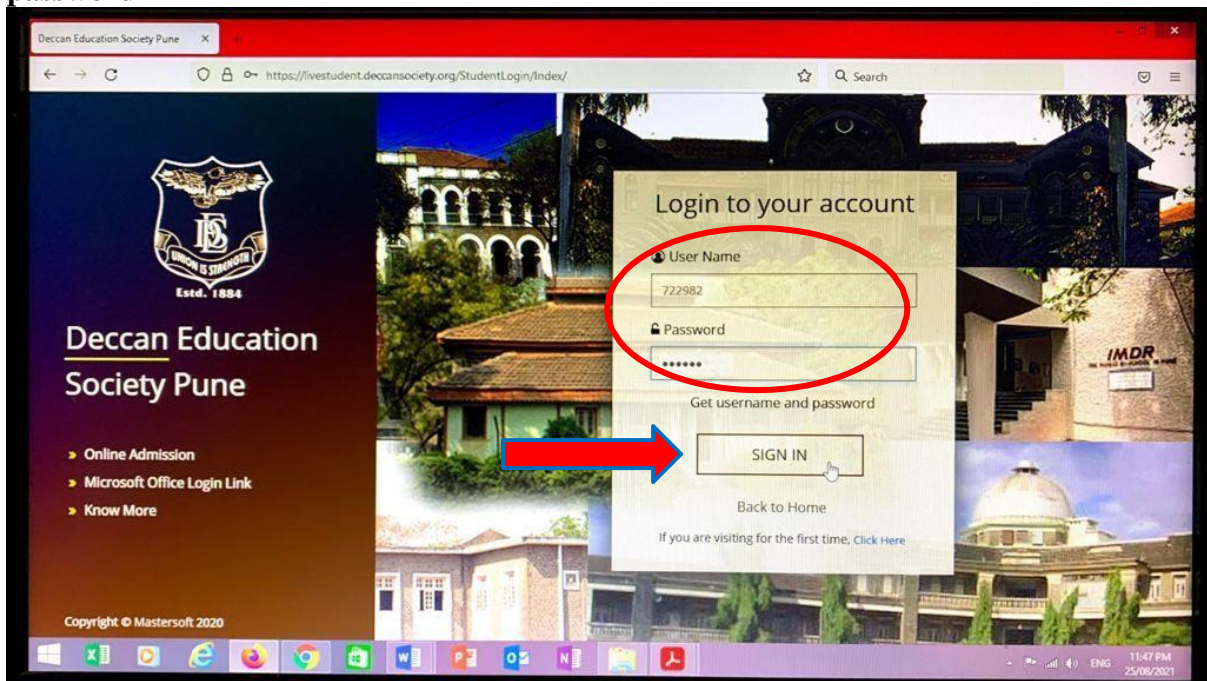 password
Deccan Education Society Pune
https://livestudent.deccansociety.org/StudentLogin/Index/
Search
DES
UNION IS STRENGTH
Estd. 1884
Deccan Education
Society Pune
» Online Admission
» Microsoft Office Login Link
» Know More
Copyright © Mastersoft 2020
Login to your account
User Name
722982
Password
••••••
Get username and password
SIGN IN
Back to Home
If you are visiting for the first time, Click Here
IMDR
ENG
11:47 PM
25/08/2021